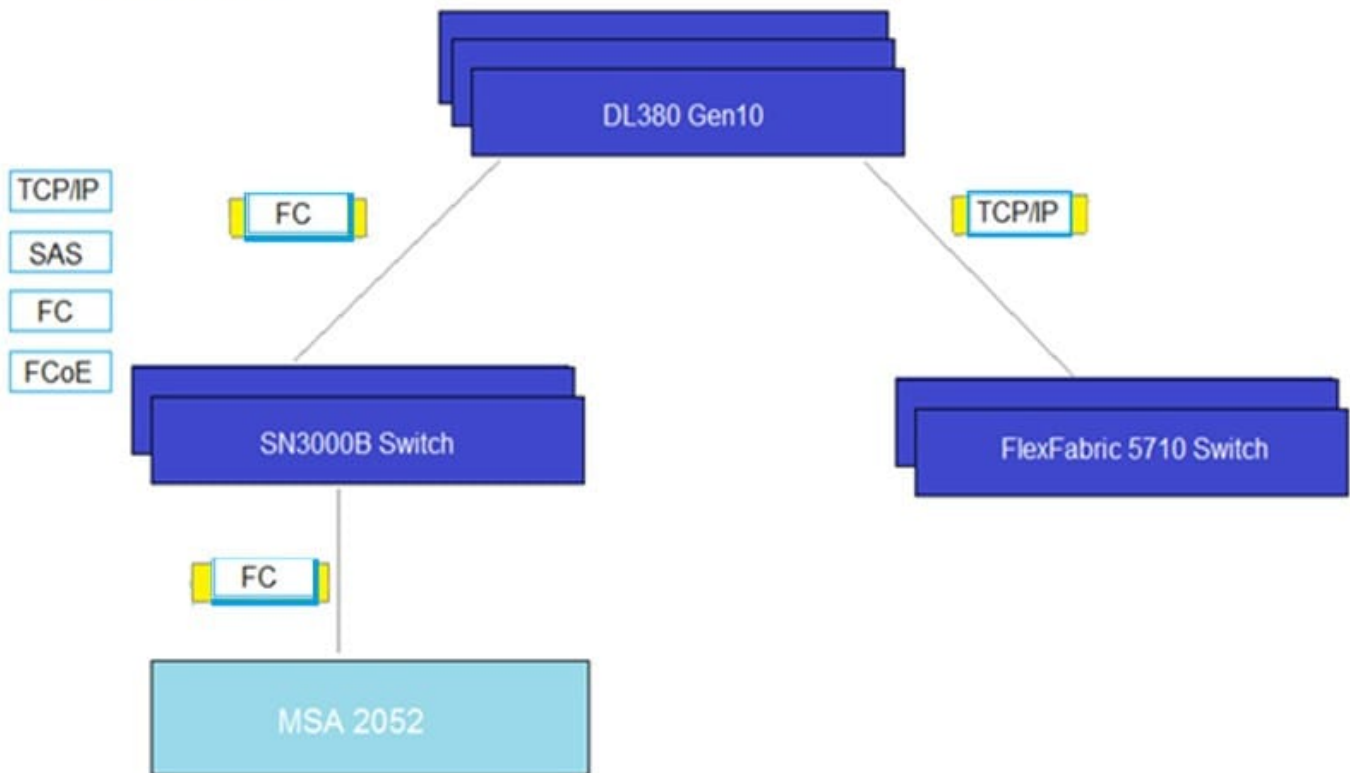 DL380 Gen10
TCP/IP
SAS
FC
FCoE
FC
TCP/IP
SN3000B Switch
FlexFabric 5710 Switch
FC
MSA 2052